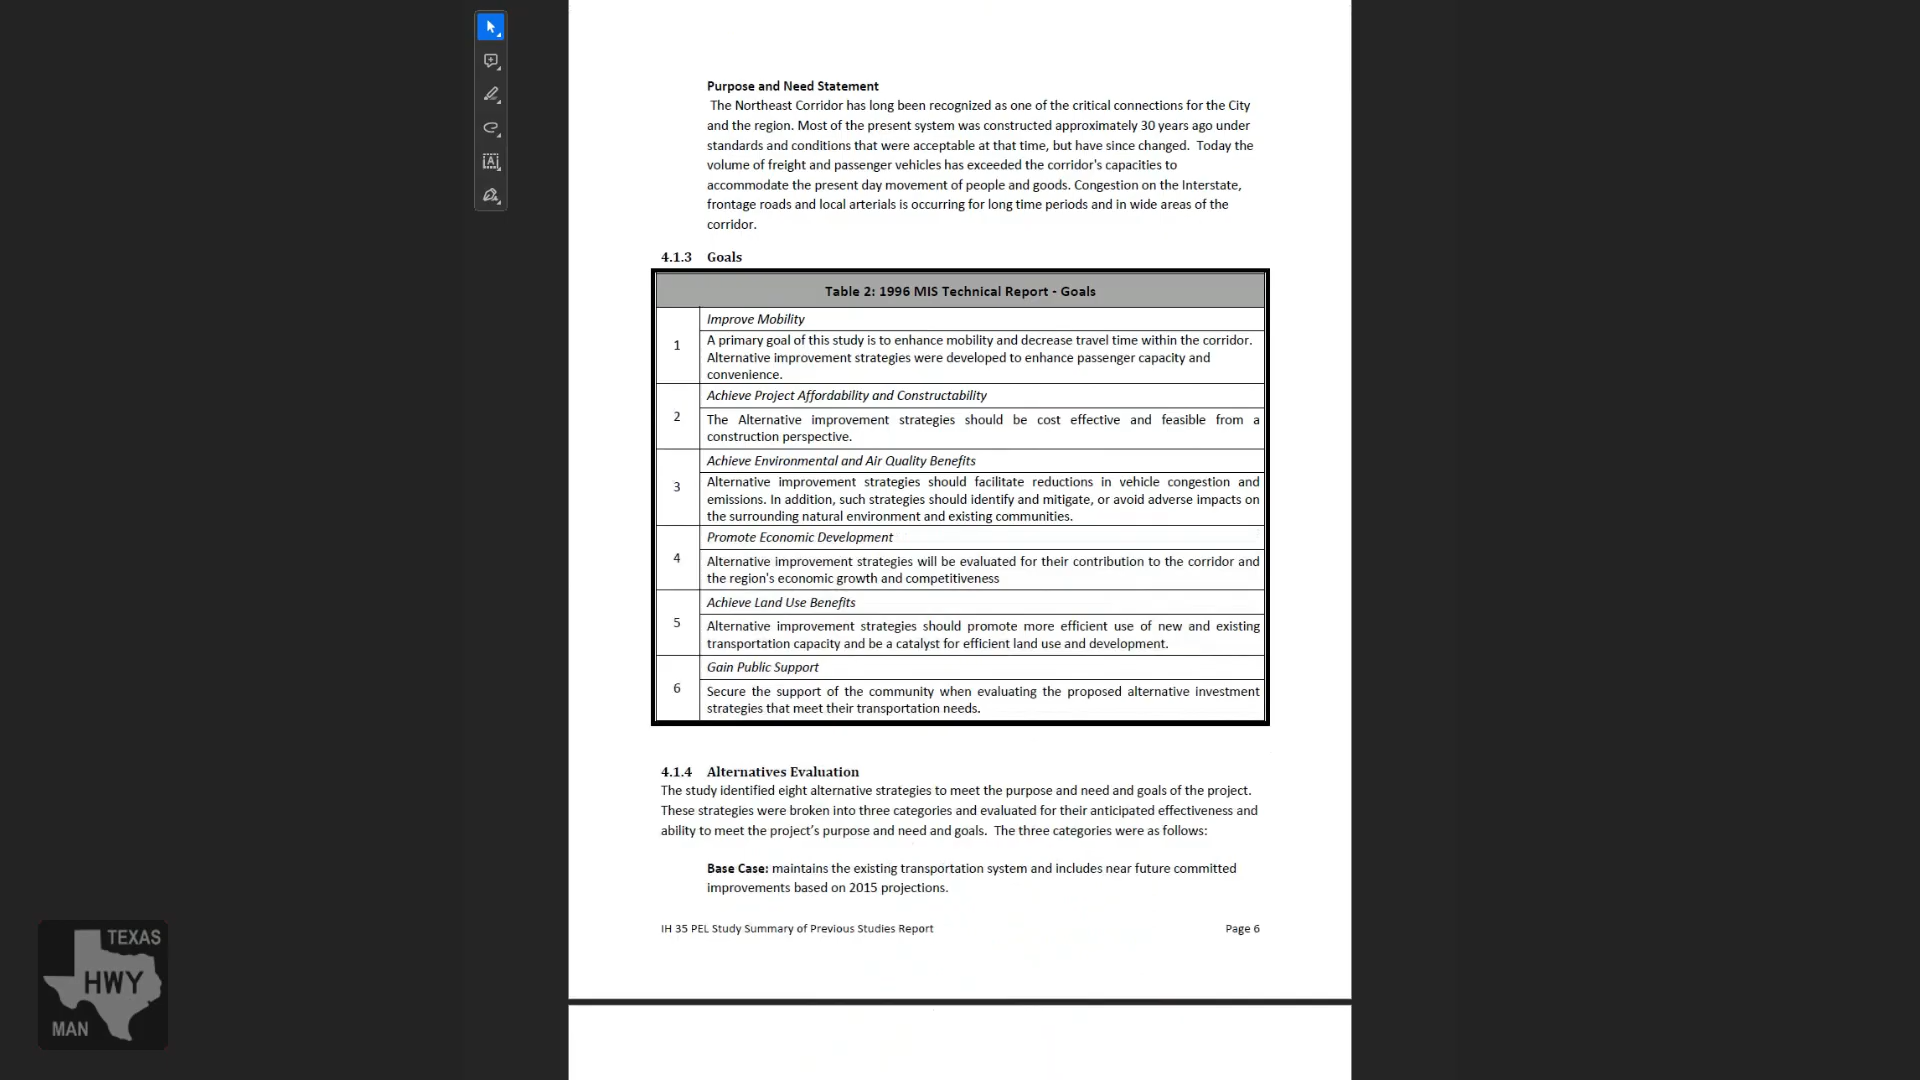 Purpose and Need Statement
The Northeast Corridor has long been recognized as one of the critical connections for the City
and the region. Most of the present system was constructed approximately 30 years ago under
standards and conditions that were acceptable at that time, but have since changed. Today the
volume of freight and passenger vehicles has exceeded the corridor's capacities to
accommodate the present day movement of people and goods. Congestion on the Interstate,
frontage roads and local arterials is occurring for long time periods and in wide areas of the
corridor.
4.1.3 Goals
Table 2: 1996 MIS Technical Report - Goals
1
Improve Mobility
A primary goal of this study is to enhance mobility and decrease travel time within the corridor.
Alternative improvement strategies were developed to enhance passenger capacity and
convenience.
2
Achieve Project Affordability and Constructability
The Alternative improvement strategies should be cost effective and feasible from a
construction perspective.
3
Achieve Environmental and Air Quality Benefits
Alternative improvement strategies should facilitate reductions in vehicle congestion and
emissions. In addition, such strategies should identify and mitigate, or avoid adverse impacts on
the surrounding natural environment and existing communities.
4
Promote Economic Development
Alternative improvement strategies will be evaluated for their contribution to the corridor and
the region's economic growth and competitiveness
5
Achieve Land Use Benefits
Alternative improvement strategies should promote more efficient use of new and existing
transportation capacity and be a catalyst for efficient land use and development.
6
Gain Public Support
Secure the support of the community when evaluating the proposed alternative investment
strategies that meet their transportation needs.
4.1.4 Alternatives Evaluation
The study identified eight alternative strategies to meet the purpose and need and goals of the project.
These strategies were broken into three categories and evaluated for their anticipated effectiveness and
ability to meet the project's purpose and need and goals. The three categories were as follows:
Base Case: maintains the existing transportation system and includes near future committed
improvements based on 2015 projections.
IH 35 PEL Study Summary of Previous Studies Report Page 6
TEXAS
HWY
MAN